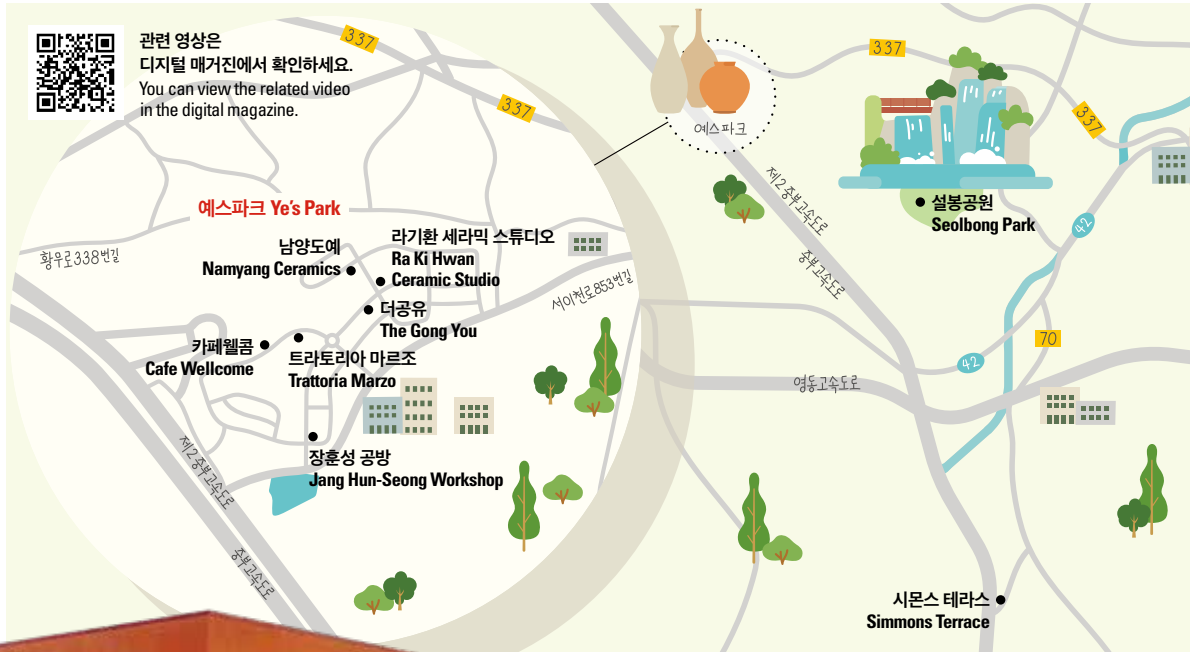 관련 영상은
디지털 매거진에서 확인하세요.
You can view the related video
in the digital magazine.
337
337
예스파크
337
337
제2중부고속도로
중부고속도로
설봉공원
Seolbong Park
42
예스파크 Ye's Park
황무로338번길
남양도예
Namyang Ceramics
라기환 세라믹 스튜디오
Ra Ki Hwan
Ceramic Studio
서이천로853번길
더공유
The Gong You
카페웰콤
Cafe Wellcome
트라토리아 마르조
Trattoria Marzo
70
42
영동고속도로
장훈성 공방
Jang Hun-Seong Workshop
제2중부고속도로
중부고속도로
시몬스 테라스
Simmons Terrace